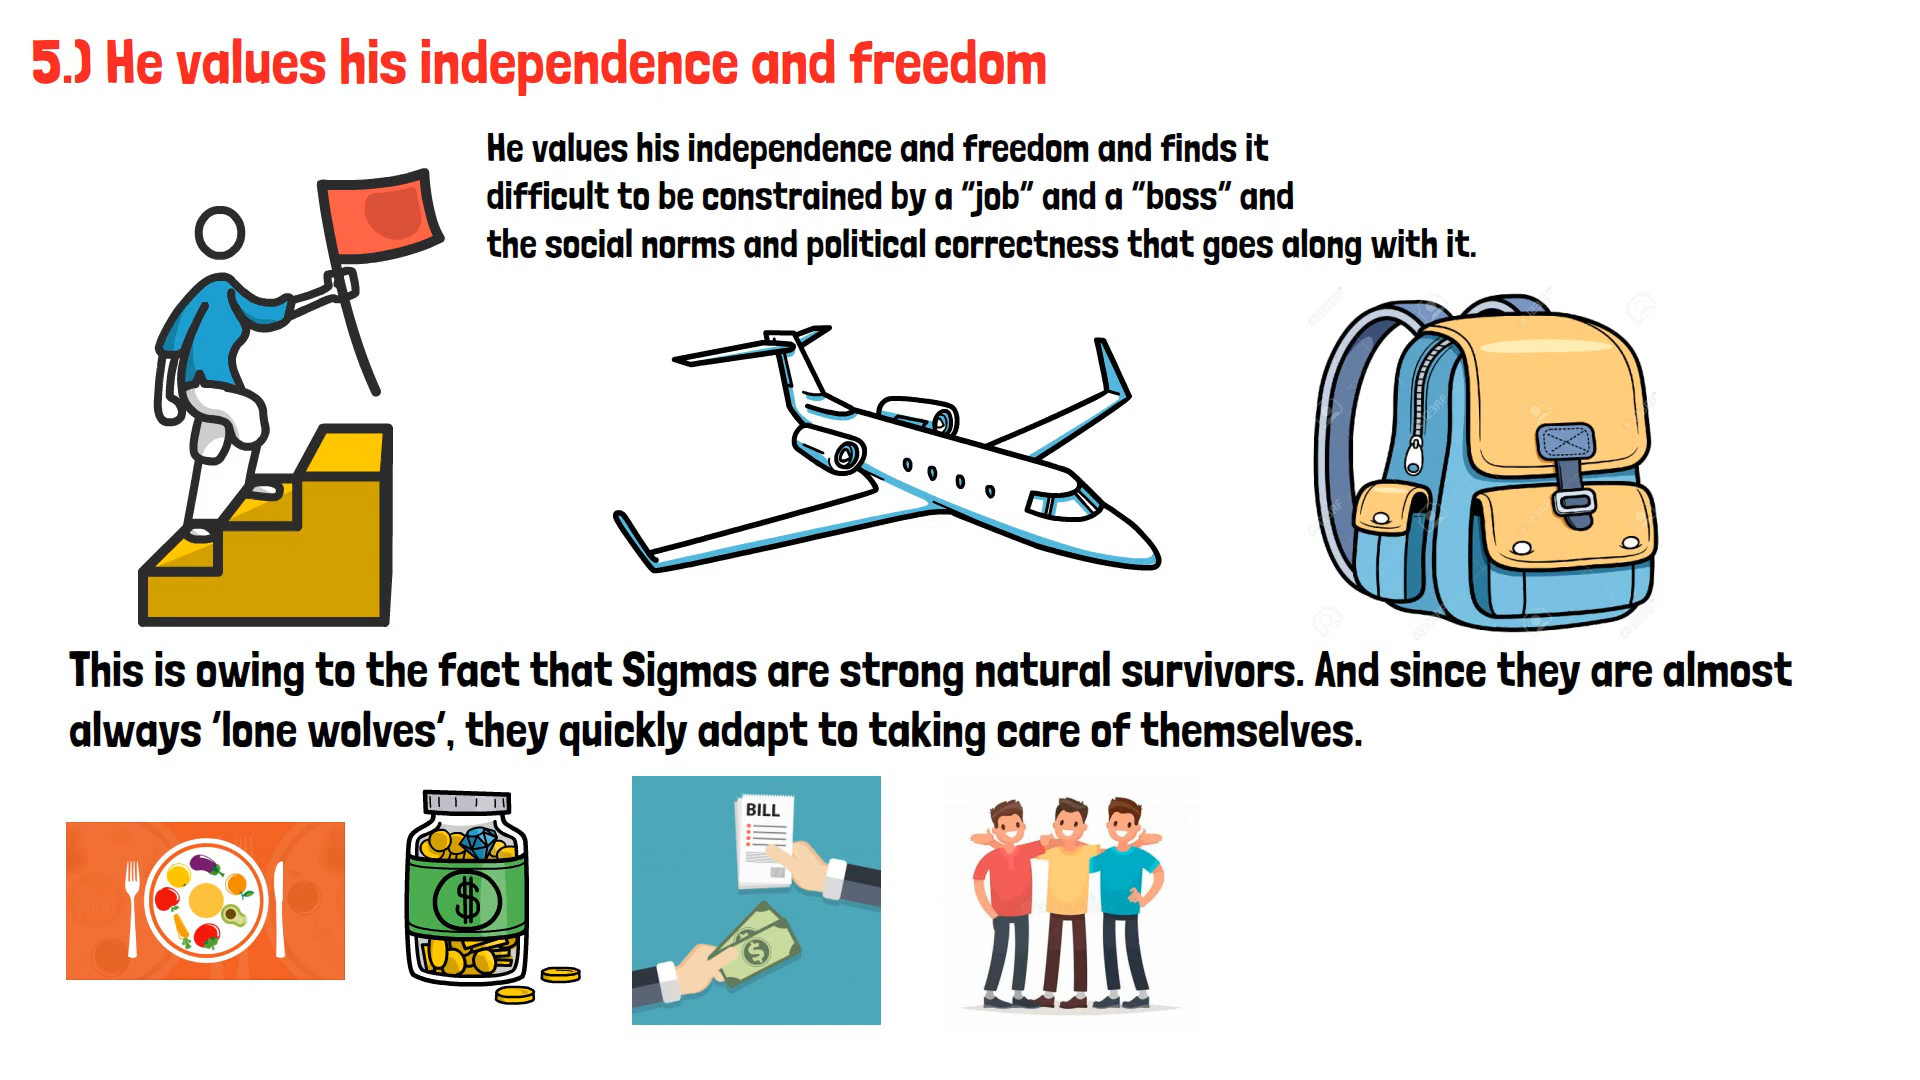 5.) He values his independence and freedom
He values his independence and freedom and finds it
difficult to be constrained by a “job” and a “boss” and
the social norms and political correctness that goes along with it.
This is owing to the fact that Sigmas are strong natural survivors. And since they are almost
always ‘lone wolves’, they quickly adapt to taking care of themselves.
$
BILL
$